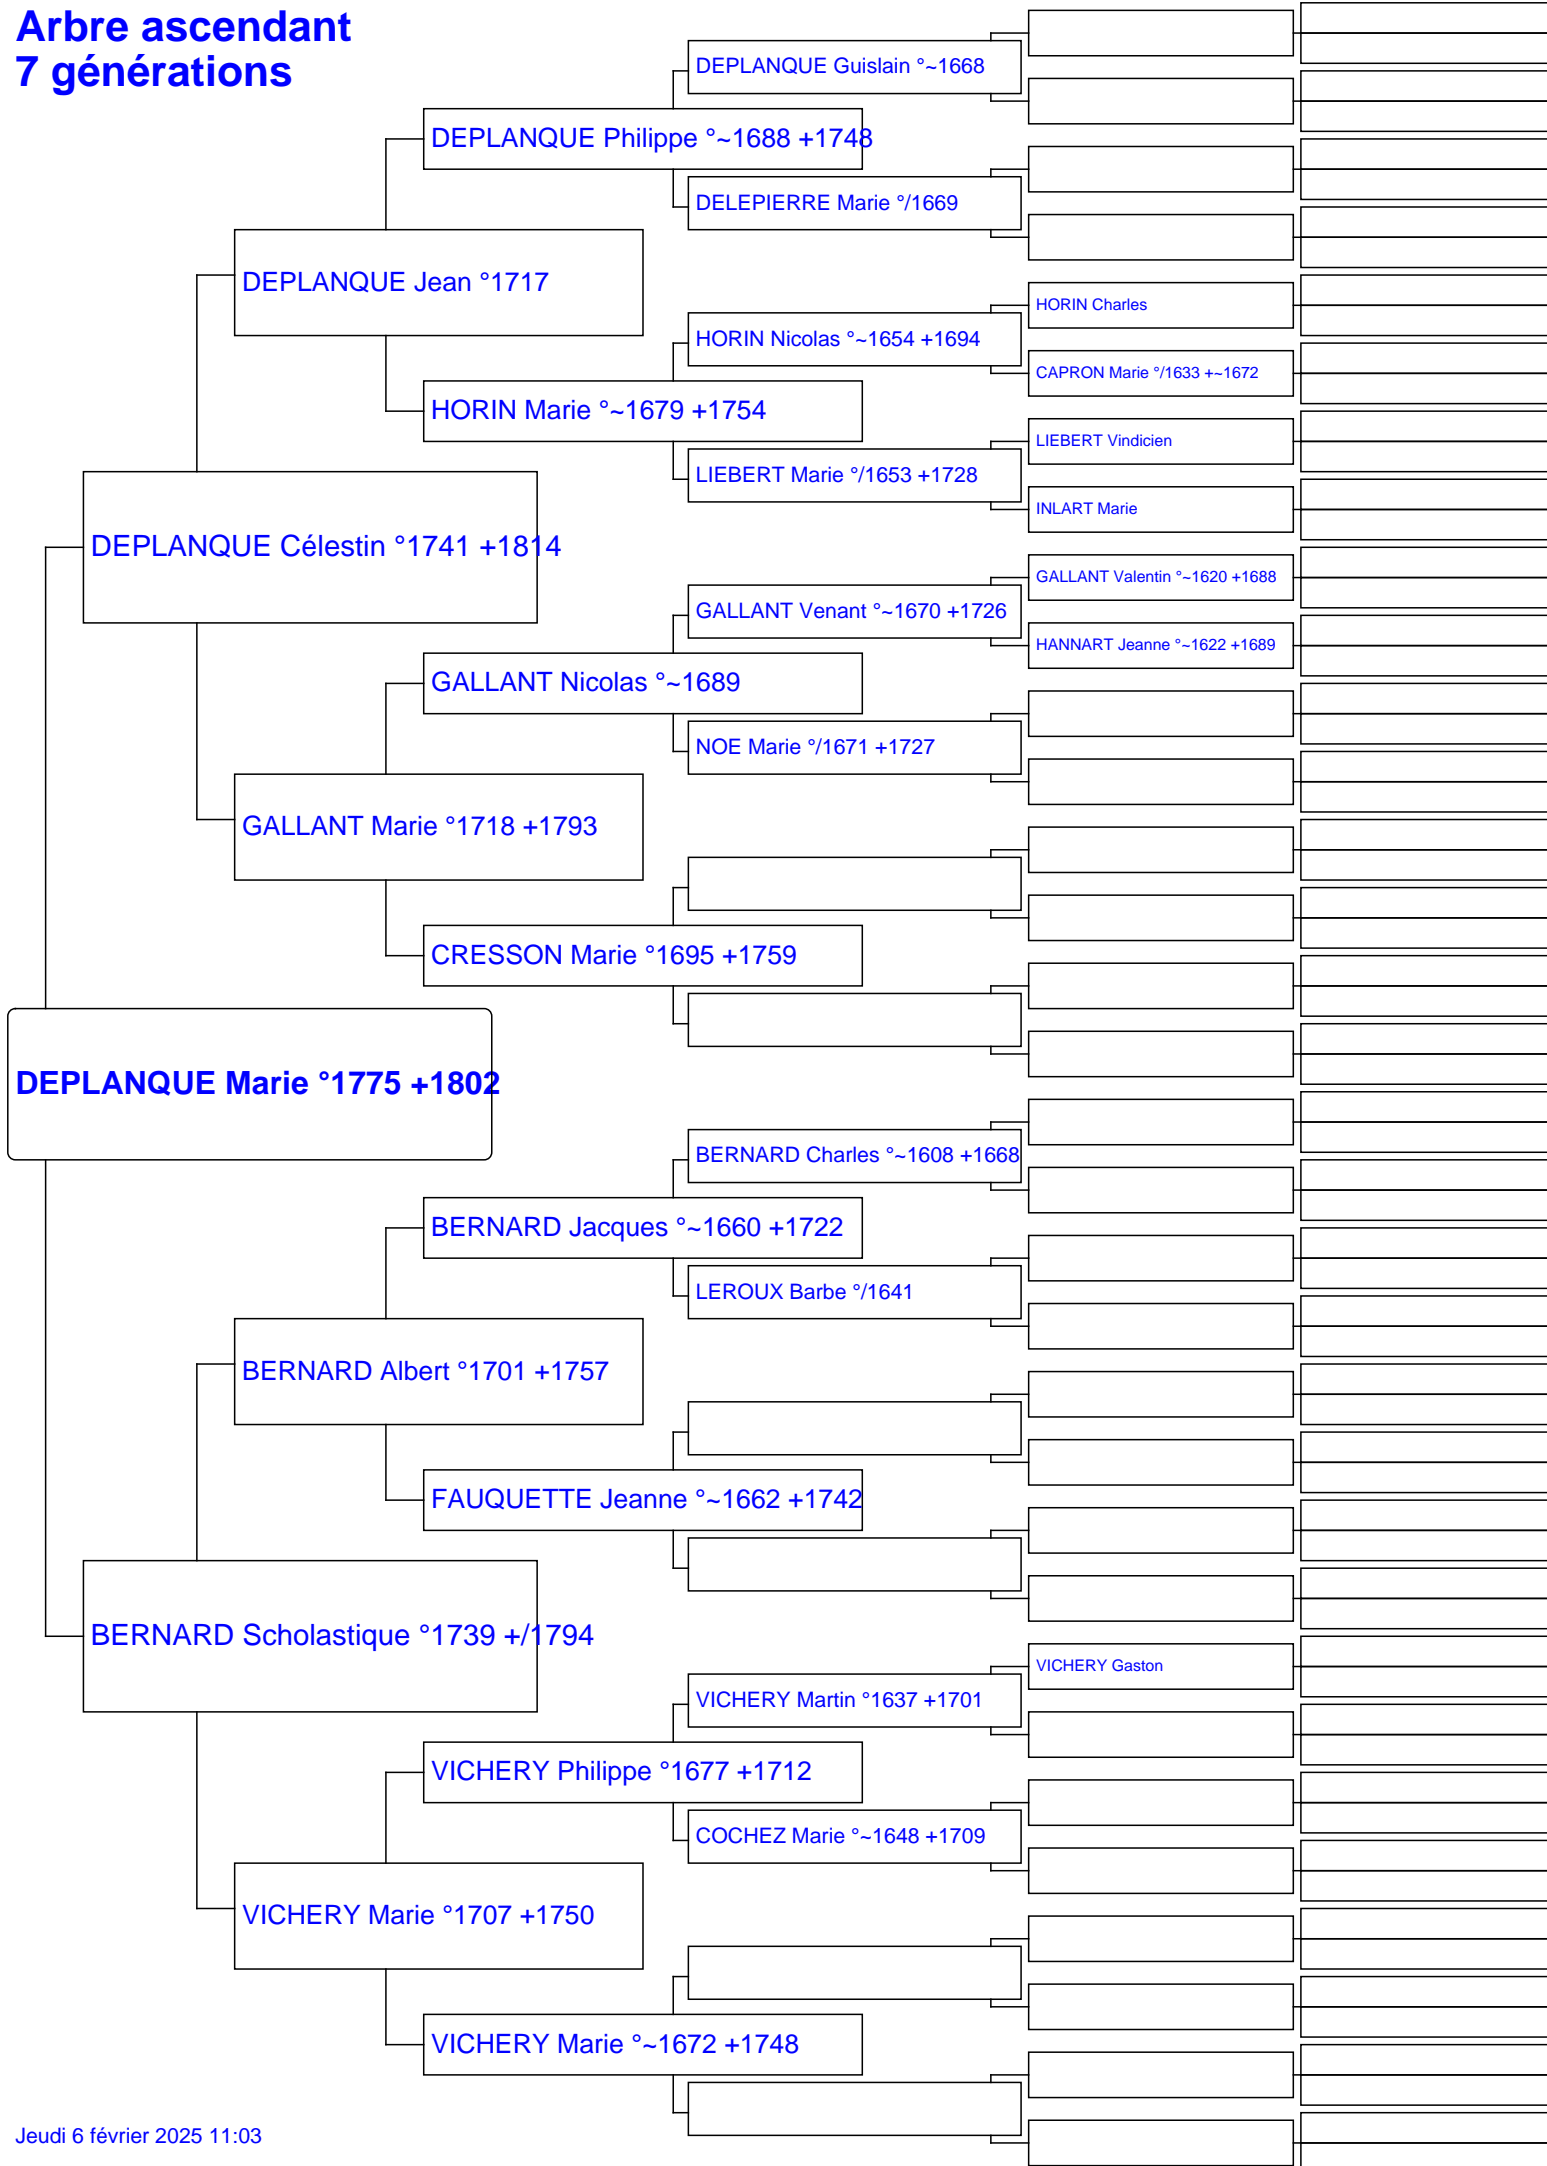 Arbre ascendant
7 générations
DEPLANQUE Guislain °~1668
DEPLANQUE Philippe °~1688 +1748
DELEPIERRE Marie °/1669
DEPLANQUE Jean °1717
HORIN Charles
HORIN Nicolas °~1654 +1694
CAPRON Marie °/1633 +~1672
HORIN Marie °~1679 +1754
LIEBERT Vindicien
LIEBERT Marie °/1653 +1728
INLART Marie
DEPLANQUE Célestin °1741 +1814
GALLANT Valentin °~1620 +1688
GALLANT Venant °~1670 +1726
HANNART Jeanne °~1622 +1689
GALLANT Nicolas °~1689
NOE Marie °/1671 +1727
GALLANT Marie °1718 +1793
CRESSON Marie °1695 +1759
DEPLANQUE Marie °1775 +1802
BERNARD Charles °~1608 +1668
BERNARD Jacques °~1660 +1722
LEROUX Barbe °/1641
BERNARD Albert °1701 +1757
FAUQUETTE Jeanne °~1662 +1742
BERNARD Scholastique °1739 +/1794
VICHERY Gaston
VICHERY Martin °1637 +1701
VICHERY Philippe °1677 +1712
COCHEZ Marie °~1648 +1709
VICHERY Marie °1707 +1750
VICHERY Marie °~1672 +1748
Jeudi 6 février 2025 11:03